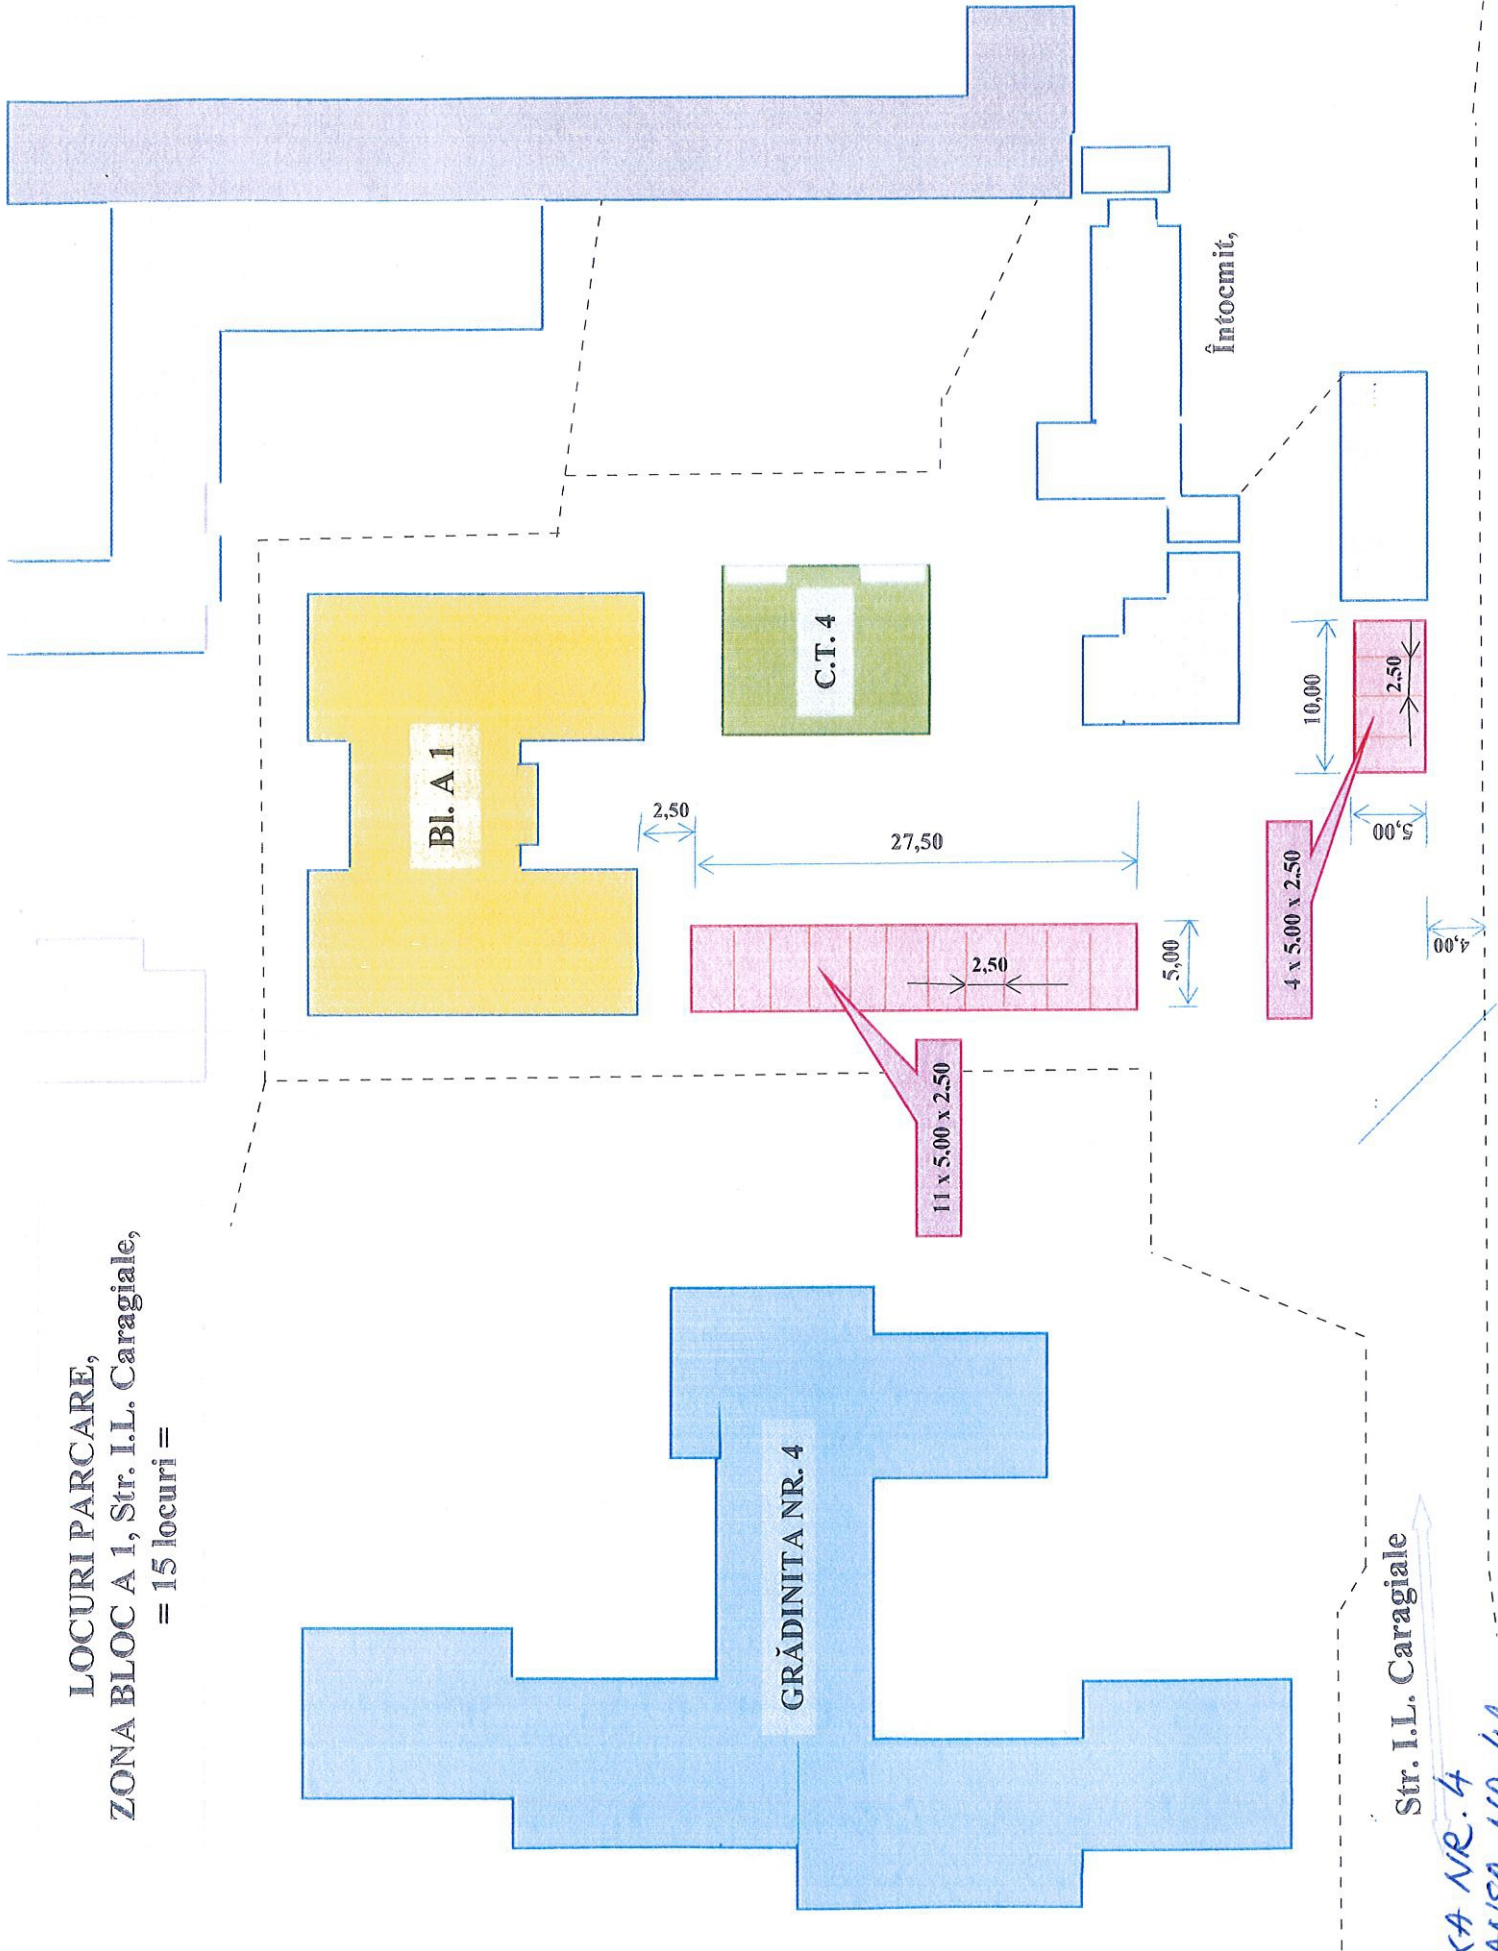 LOCURI PARCARE,
ZONA BLOC A 1, Str. I.L. Caragiale,
= 15 locuri =
Bl. A 1
C.T. 4
GRĂDINITA NR. 4
11 x 5.00 x 2.50
4 x 5.00 x 2.50
2,50
27,50
2,50
5,00
10,00
2,50
5,00
4,00
Întocmit,
Str. I.L. Caragiale
NR. 4